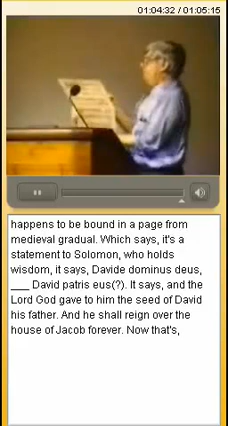 01:04:32 / 01:05:15
happens to be bound in a page from
medieval gradual. Which says, it's a
statement to Solomon, who holds
wisdom, it says, Davide dominus deus,
___ David patris eus(?). It says, and the
Lord God gave to him the seed of David
his father. And he shall reign over the
house of Jacob forever. Now that's,